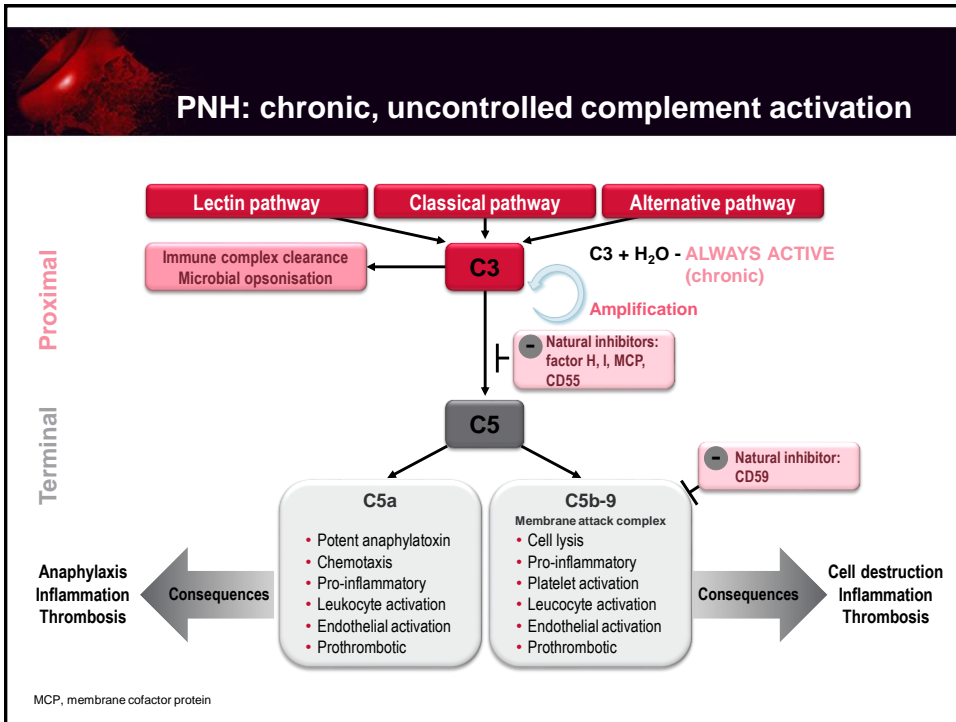 PNH: chronic, uncontrolled complement activation
Lectin pathway
Classical pathway
Alternative pathway
Proximal
Immune complex clearance
Microbial opsonisation
C3
C3 + H₂O - ALWAYS ACTIVE
(chronic)
Amplification
- Natural inhibitors:
factor H, I, MCP,
CD55
Terminal
C5
- Natural inhibitor:
CD59
C5a
• Potent anaphylatoxin
• Chemotaxis
• Pro-inflammatory
• Leukocyte activation
• Endothelial activation
• Prothrombotic
C5b-9
Membrane attack complex
• Cell lysis
• Pro-inflammatory
• Platelet activation
• Leucocyte activation
• Endothelial activation
• Prothrombotic
Anaphylaxis
Inflammation
Thrombosis
Consequences
Consequences
Cell destruction
Inflammation
Thrombosis
MCP, membrane cofactor protein